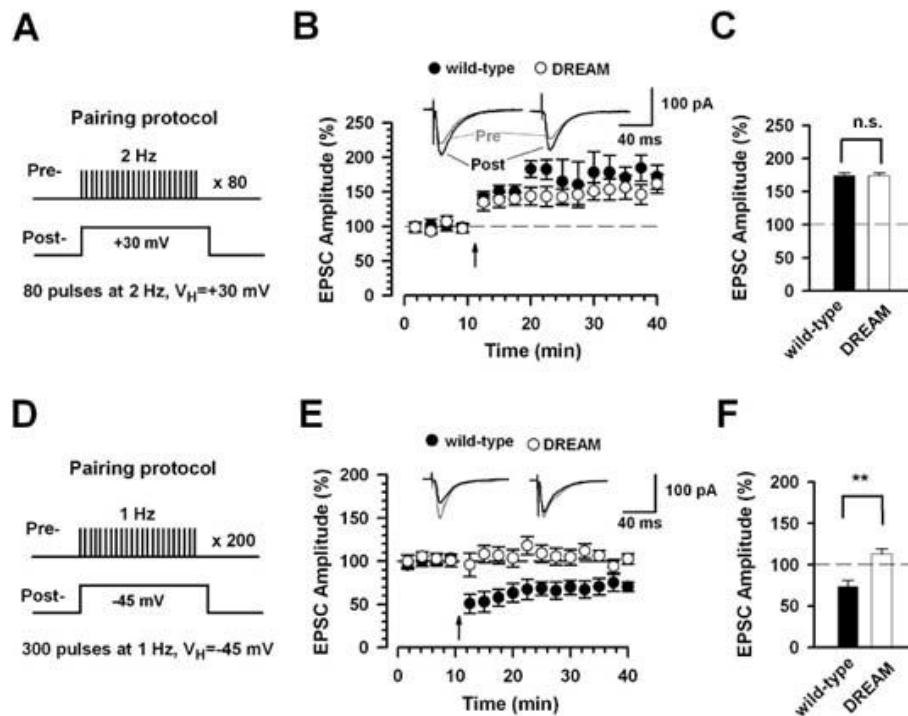 A
Pairing protocol
2 Hz
Pre-
x 80
Post-
+30 mV
80 pulses at 2 Hz, VH=+30 mV
B
wild-type DREAM
100 pA
40 ms
Pre
Post
EPSC Amplitude (%)
250
200
150
100
50
0
0 10 20 30 40
Time (min)
C
n.s.
EPSC Amplitude (%)
250
200
150
100
50
0
wild-type
DREAM
D
Pairing protocol
1 Hz
Pre-
x 200
Post-
-45 mV
300 pulses at 1 Hz, VH=-45 mV
E
wild-type DREAM
100 pA
40 ms
EPSC Amplitude (%)
200
150
100
50
0
0 10 20 30 40
Time (min)
F
**
EPSC Amplitude (%)
200
150
100
50
0
wild-type
DREAM